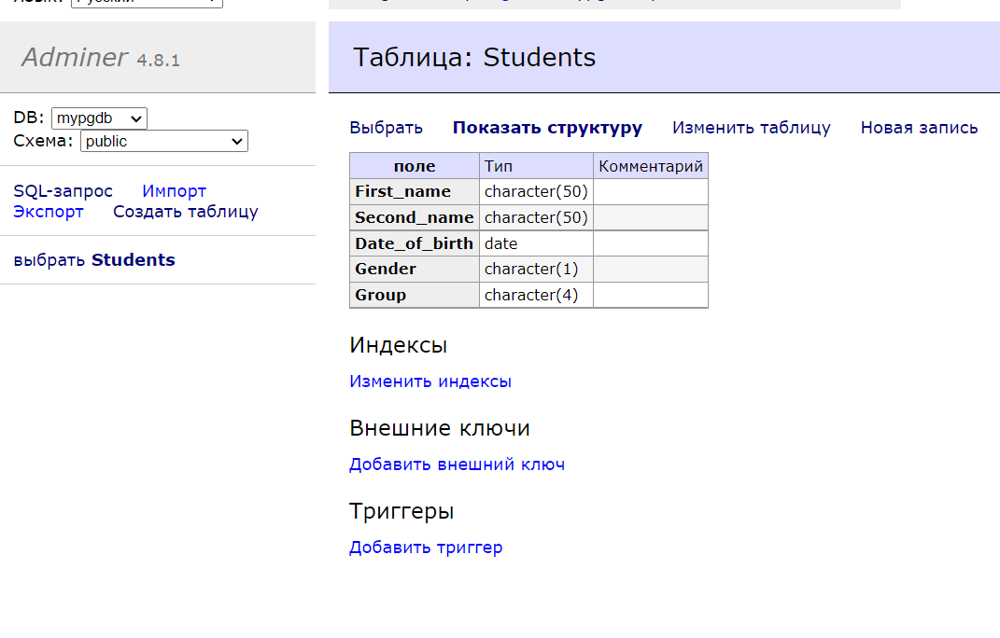 Adminer 4.8.1
DB: mypgdb
Схема: public
SQL-запрос Импорт
Экспорт Создать таблицу
выбрать Students
Таблица: Students
Выбрать Показать структуру Изменить таблицу Новая запись
поле Тип Комментарий
First_name character(50)
Second_name character(50)
Date_of_birth date
Gender character(1)
Group character(4)
Индексы
Изменить индексы
Внешние ключи
Добавить внешний ключ
Триггеры
Добавить триггер